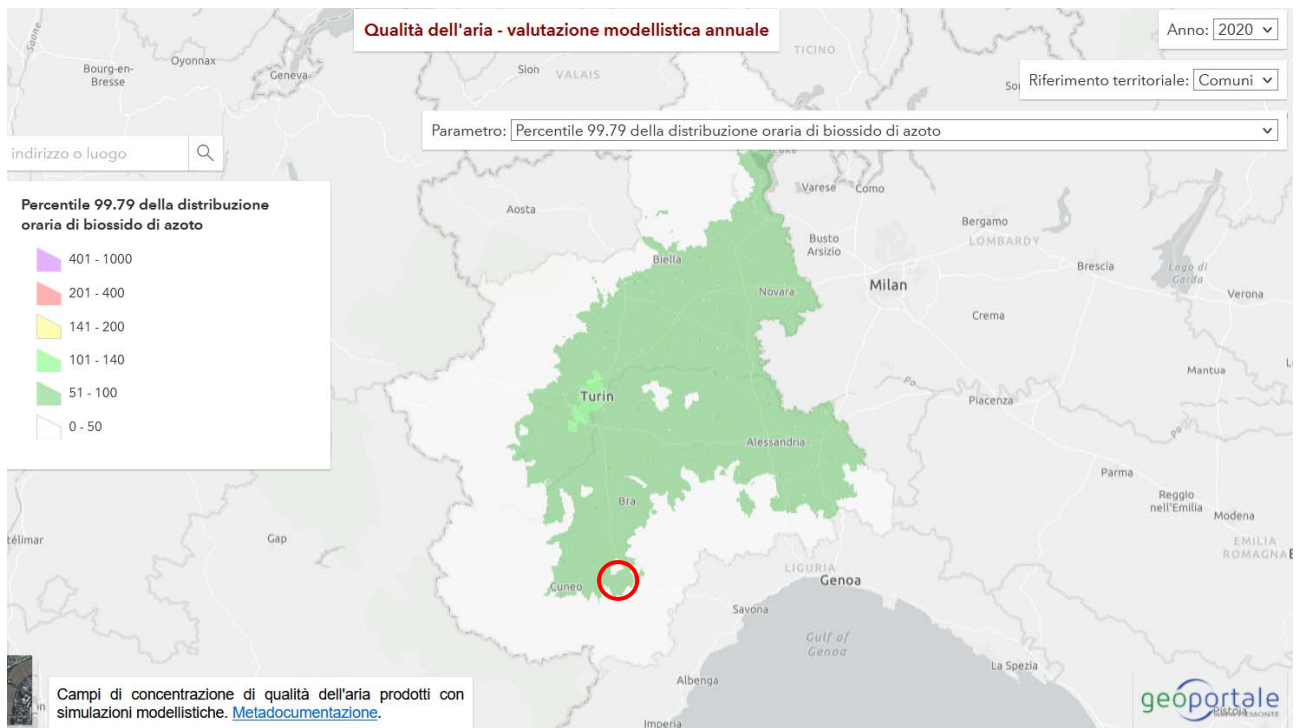 Qualità dell'aria - valutazione modellistica annuale
Anno: 2020
Riferimento territoriale: Comuni
Parametro: Percentile 99.79 della distribuzione oraria di biossido di azoto
indirizzo o luogo
Percentile 99.79 della distribuzione
oraria di biossido di azoto
401 - 1000
201 - 400
141 - 200
101 - 140
51 - 100
0 - 50
Saone
Bourg-en-
Bresse
Oyonnax
Geneva
Sion
VALAIS
TICINO
Aosta
Varese
Como
Bergamo
LOMBARDY
Busto
Arsizio
Biella
Milan
Brescia
Lago di
Garda
Verona
Novara
Crema
Mantua
Turin
Po
Piacenza
Po
Alessandria
Parma
Bra
Reggio
nell'Emilia
Modena
télimar
Gap
EMILIA
ROMAGNA
LIGURIA
Genoa
Cuneo
Savona
Gulf of
Genoa
La Spezia
Albenga
Imperia
Pistoia
Campi di concentrazione di qualità dell'aria prodotti con
simulazioni modellistiche. Metadocumentazione.
geoportale